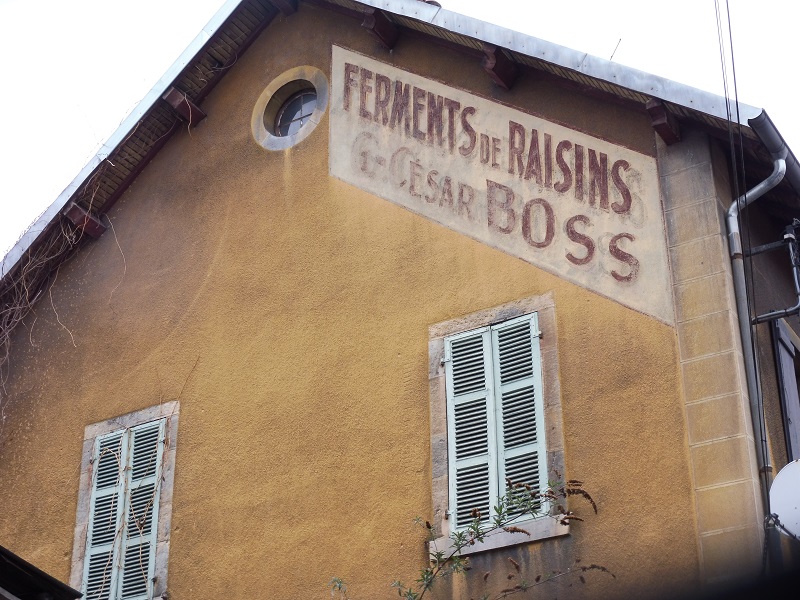 FERMENTS DE RAISINS
G-CÉSAR BOSS